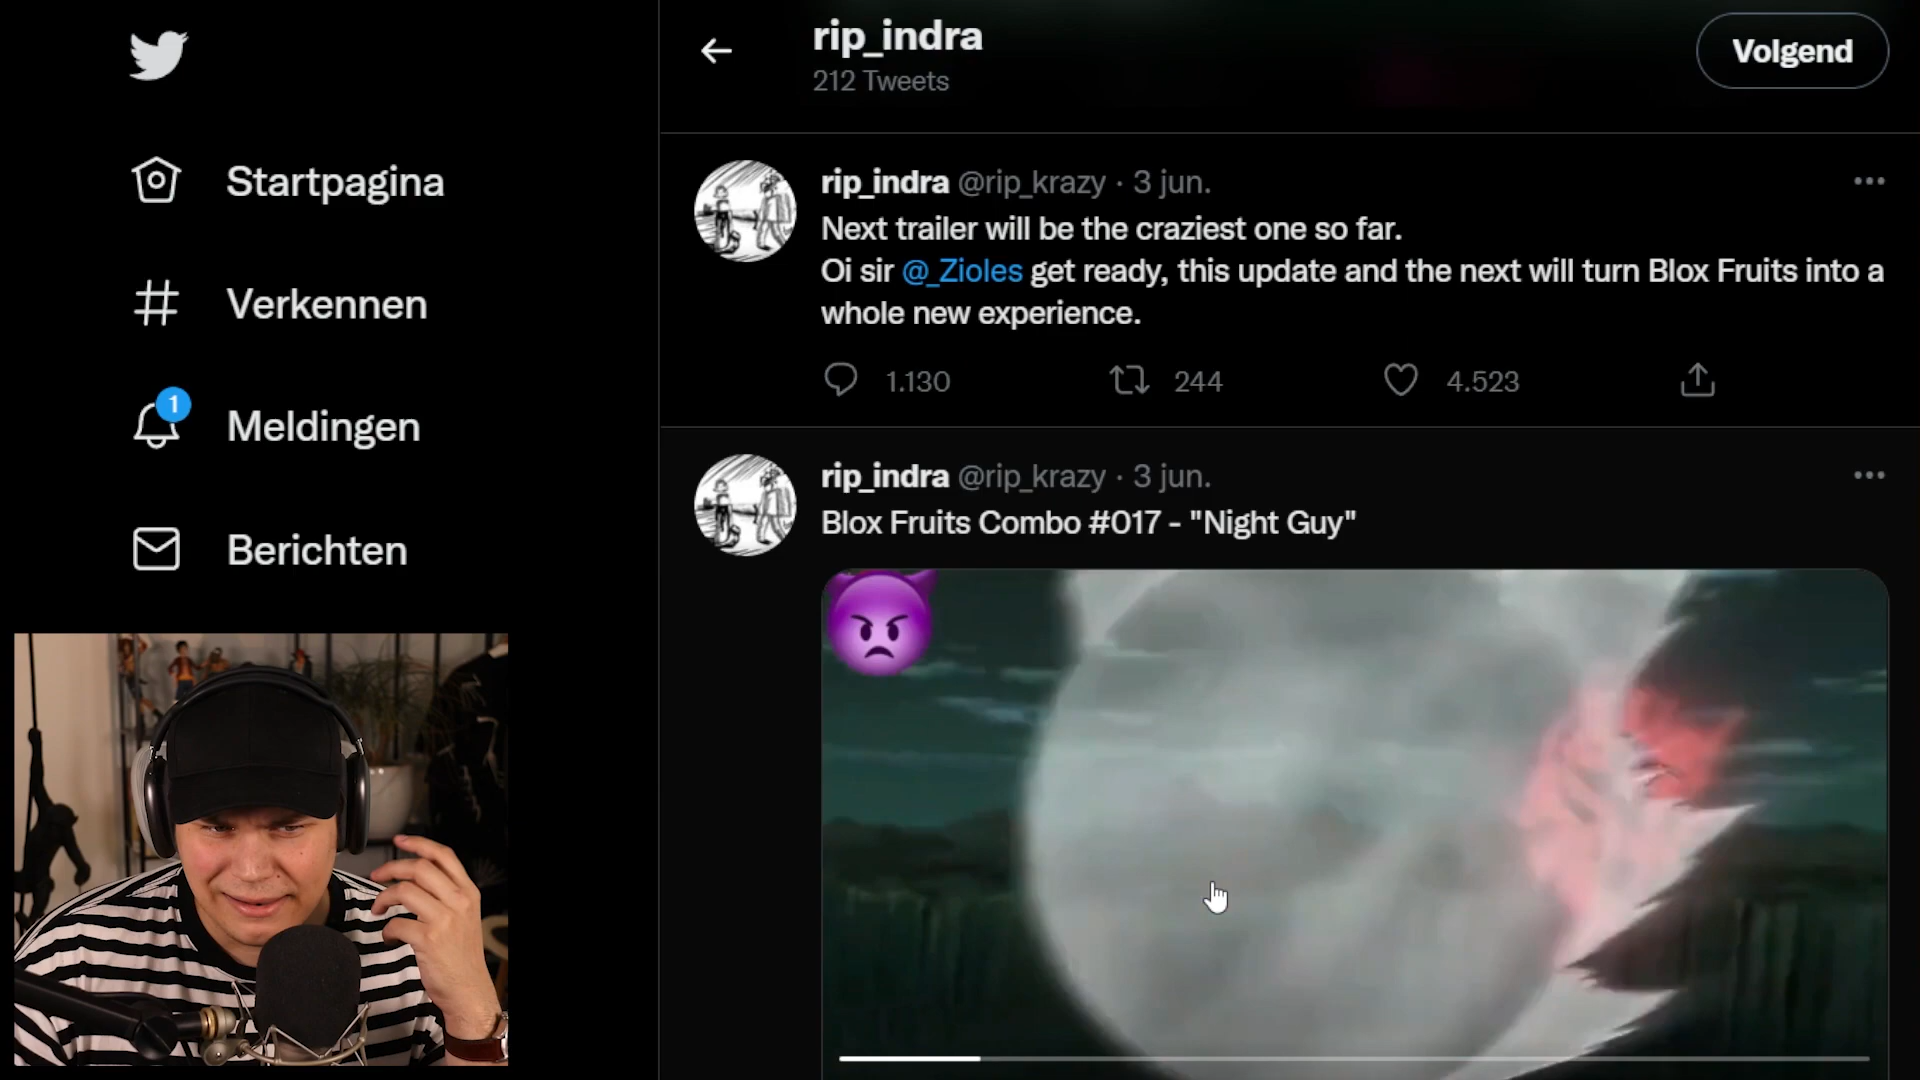 rip_indra
212 Tweets
Volgend
Startpagina
Verkennen
1
Meldingen
Berichten
rip_indra @rip_krazy · 3 jun.
Next trailer will be the craziest one so far.
Oi sir @_Zioles get ready, this update and the next will turn Blox Fruits into a
whole new experience.
1.130 244 4.523
rip_indra @rip_krazy · 3 jun.
Blox Fruits Combo #017 - "Night Guy"